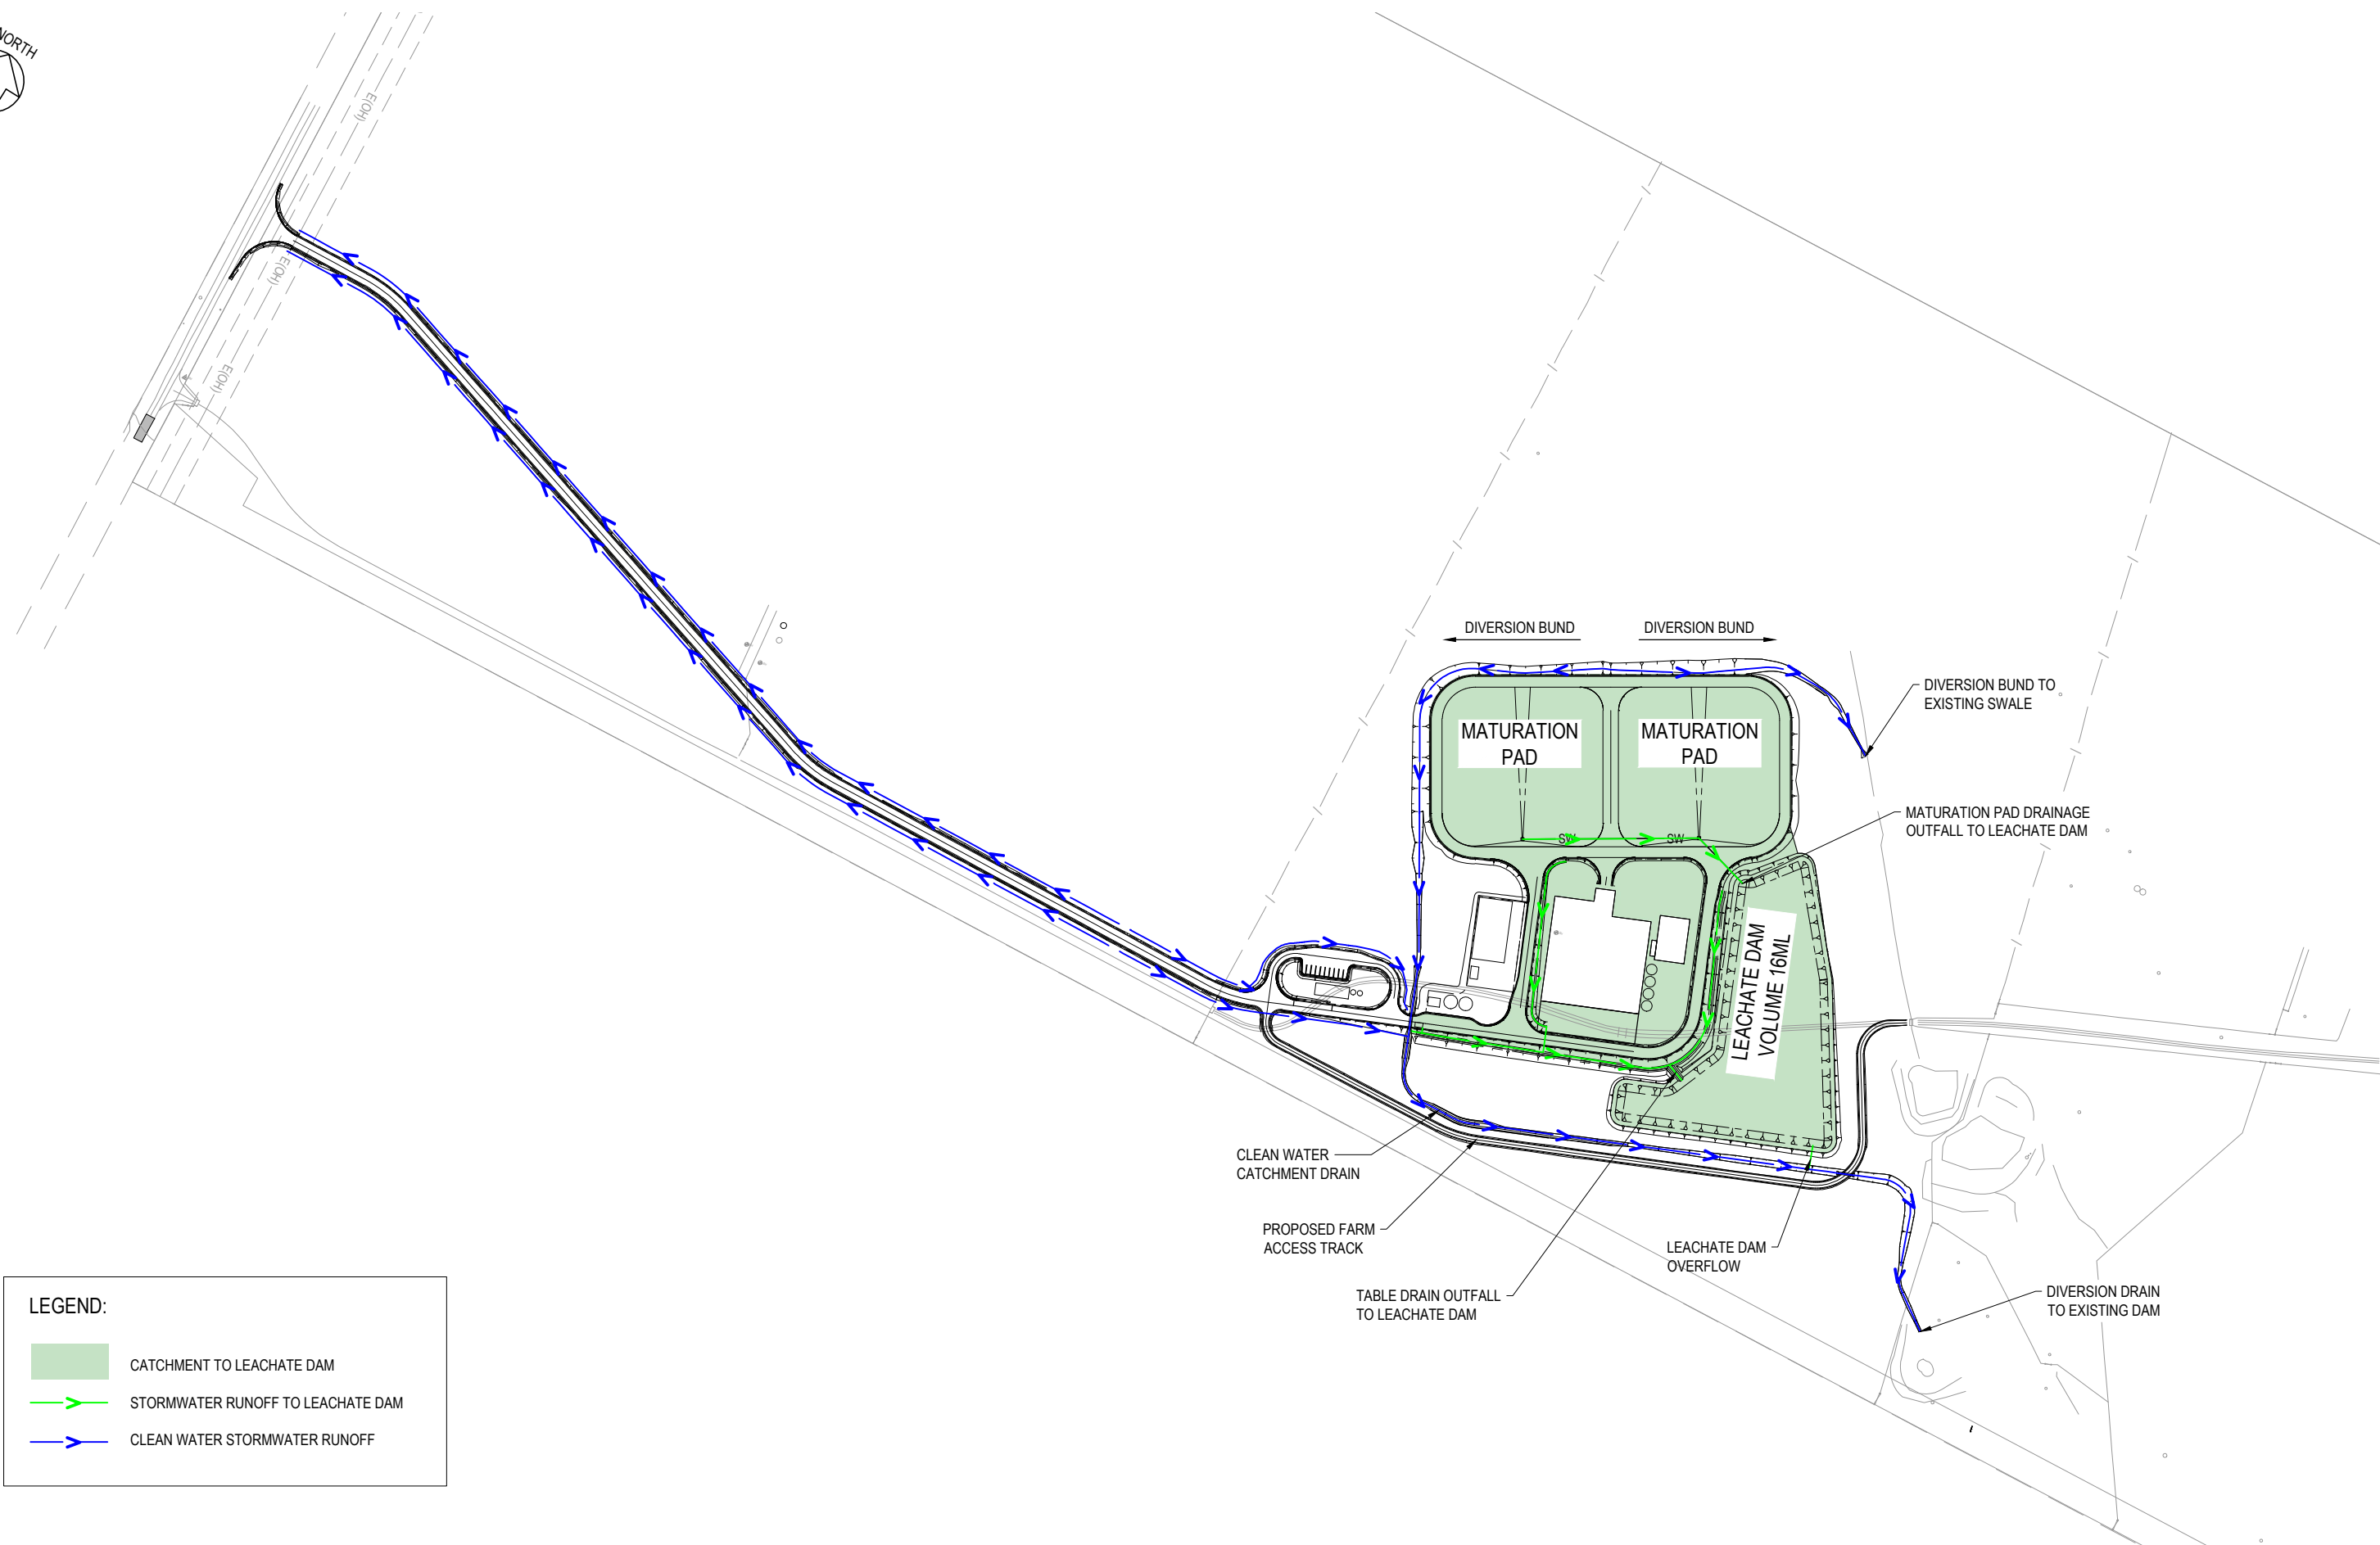 NORTH
E(OH)
E(OH)
E(OH)
DIVERSION BUND
DIVERSION BUND
DIVERSION BUND TO
EXISTING SWALE
MATURATION
PAD
MATURATION
PAD
MATURATION PAD DRAINAGE
OUTFALL TO LEACHATE DAM
SW
SW
LEACHATE DAM
VOLUME 16ML
CLEAN WATER
CATCHMENT DRAIN
PROPOSED FARM
ACCESS TRACK
LEACHATE DAM
OVERFLOW
TABLE DRAIN OUTFALL
TO LEACHATE DAM
DIVERSION DRAIN
TO EXISTING DAM
LEGEND:
CATCHMENT TO LEACHATE DAM
STORMWATER RUNOFF TO LEACHATE DAM
CLEAN WATER STORMWATER RUNOFF